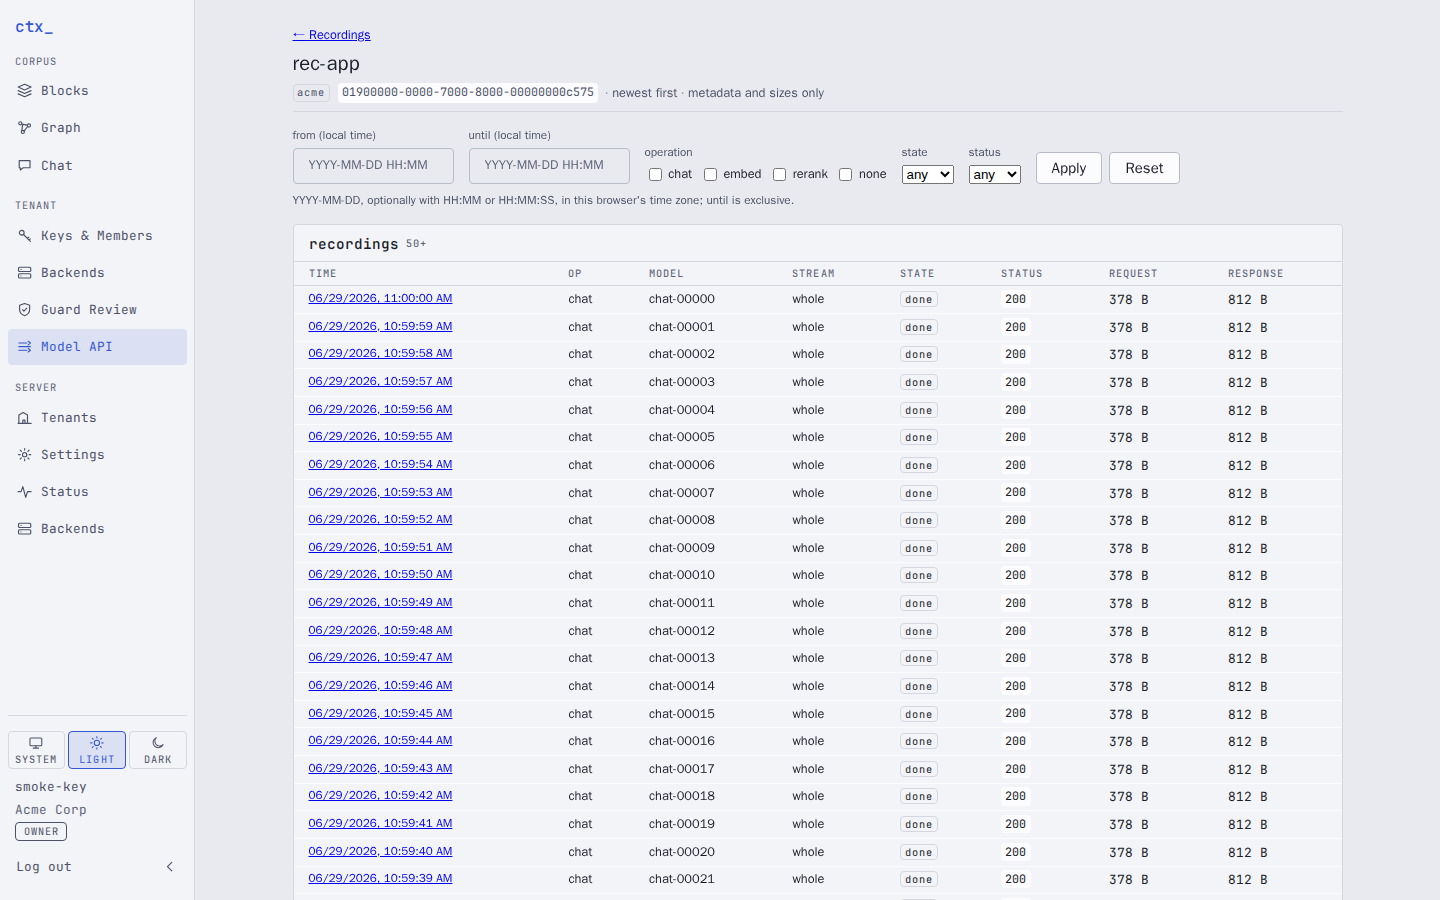 ctx_
CORPUS
Blocks
Graph
Chat
TENANT
Keys & Members
Backends
Guard Review
Model API
SERVER
Tenants
Settings
Status
Backends
SYSTEM LIGHT DARK
smoke-key
Acme Corp
OWNER
Log out
← Recordings
rec-app
acme 01900000-0000-7000-8000-00000000c575 · newest first · metadata and sizes only
from (local time) until (local time) operation state status
YYYY-MM-DD HH:MM YYYY-MM-DD HH:MM chat embed rerank none any any Apply Reset
YYYY-MM-DD, optionally with HH:MM or HH:MM:SS, in this browser's time zone; until is exclusive.
recordings 50+
TIME OP MODEL STREAM STATE STATUS REQUEST RESPONSE
06/29/2026, 11:00:00 AM chat chat-00000 whole done 200 378 B 812 B
06/29/2026, 10:59:59 AM chat chat-00001 whole done 200 378 B 812 B
06/29/2026, 10:59:58 AM chat chat-00002 whole done 200 378 B 812 B
06/29/2026, 10:59:57 AM chat chat-00003 whole done 200 378 B 812 B
06/29/2026, 10:59:56 AM chat chat-00004 whole done 200 378 B 812 B
06/29/2026, 10:59:55 AM chat chat-00005 whole done 200 378 B 812 B
06/29/2026, 10:59:54 AM chat chat-00006 whole done 200 378 B 812 B
06/29/2026, 10:59:53 AM chat chat-00007 whole done 200 378 B 812 B
06/29/2026, 10:59:52 AM chat chat-00008 whole done 200 378 B 812 B
06/29/2026, 10:59:51 AM chat chat-00009 whole done 200 378 B 812 B
06/29/2026, 10:59:50 AM chat chat-00010 whole done 200 378 B 812 B
06/29/2026, 10:59:49 AM chat chat-00011 whole done 200 378 B 812 B
06/29/2026, 10:59:48 AM chat chat-00012 whole done 200 378 B 812 B
06/29/2026, 10:59:47 AM chat chat-00013 whole done 200 378 B 812 B
06/29/2026, 10:59:46 AM chat chat-00014 whole done 200 378 B 812 B
06/29/2026, 10:59:45 AM chat chat-00015 whole done 200 378 B 812 B
06/29/2026, 10:59:44 AM chat chat-00016 whole done 200 378 B 812 B
06/29/2026, 10:59:43 AM chat chat-00017 whole done 200 378 B 812 B
06/29/2026, 10:59:42 AM chat chat-00018 whole done 200 378 B 812 B
06/29/2026, 10:59:41 AM chat chat-00019 whole done 200 378 B 812 B
06/29/2026, 10:59:40 AM chat chat-00020 whole done 200 378 B 812 B
06/29/2026, 10:59:39 AM chat chat-00021 whole done 200 378 B 812 B